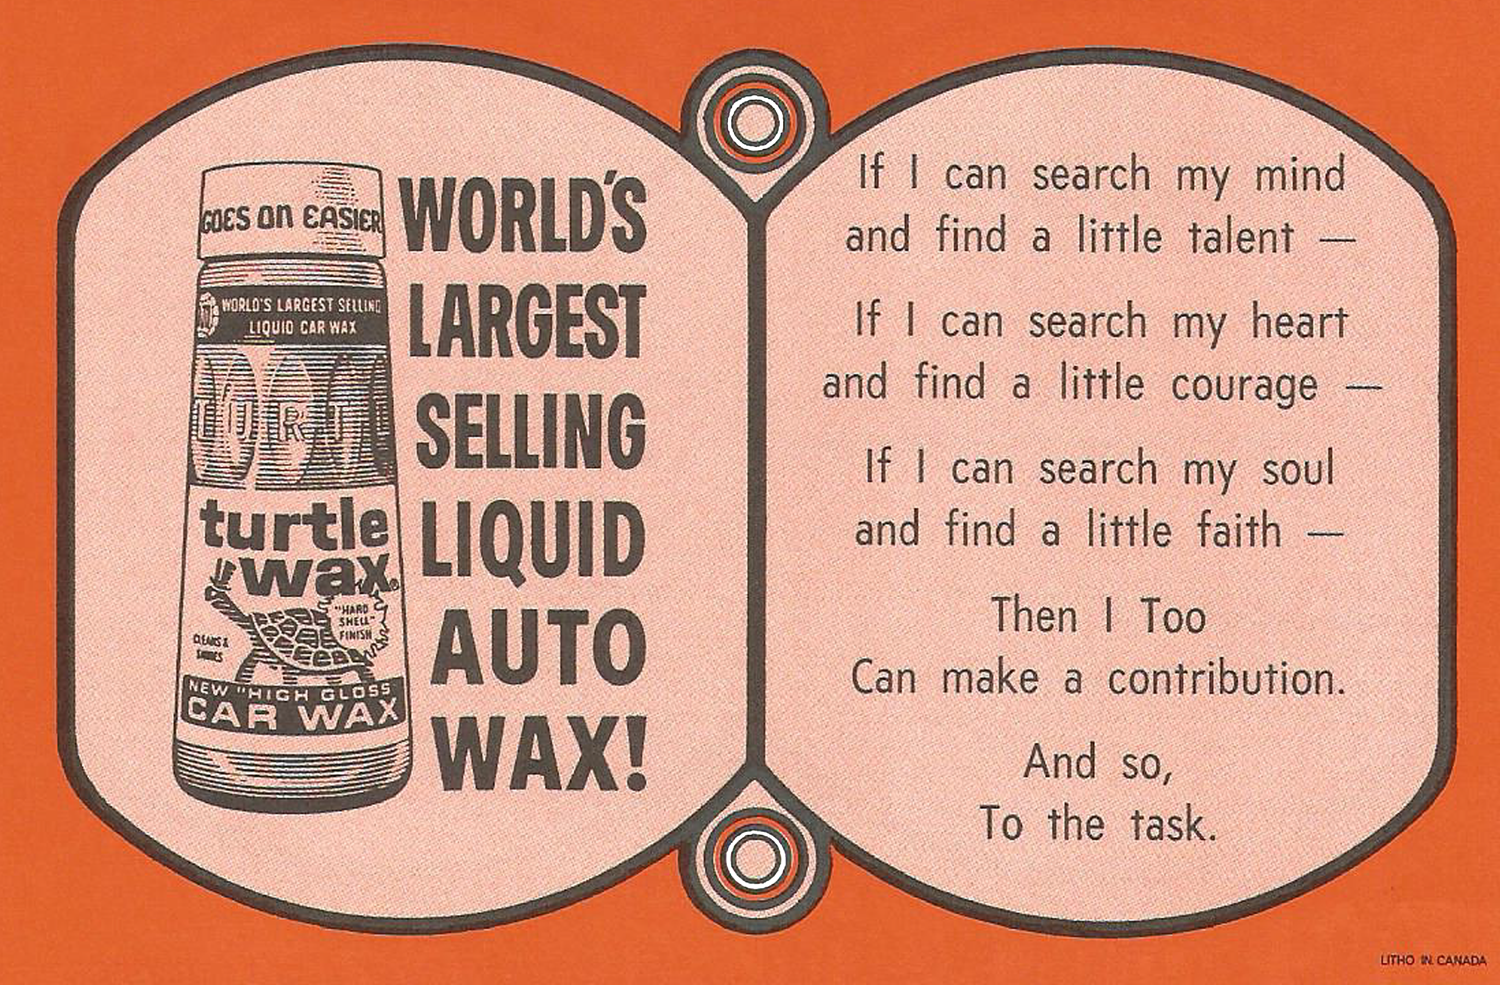 GOES ON EASIER
WORLD'S LARGEST SELLING
LIQUID CAR WAX
TURTL
turtle
wax®
"HARD
SHELL"
FINISH
CLEANS &
SHINES
NEW "HIGH GLOSS"
CAR WAX
WORLD'S
LARGEST
SELLING
LIQUID
AUTO
WAX!
If I can search my mind
and find a little talent —
If I can search my heart
and find a little courage —
If I can search my soul
and find a little faith —
Then I Too
Can make a contribution.
And so,
To the task.
LITHO IN CANADA